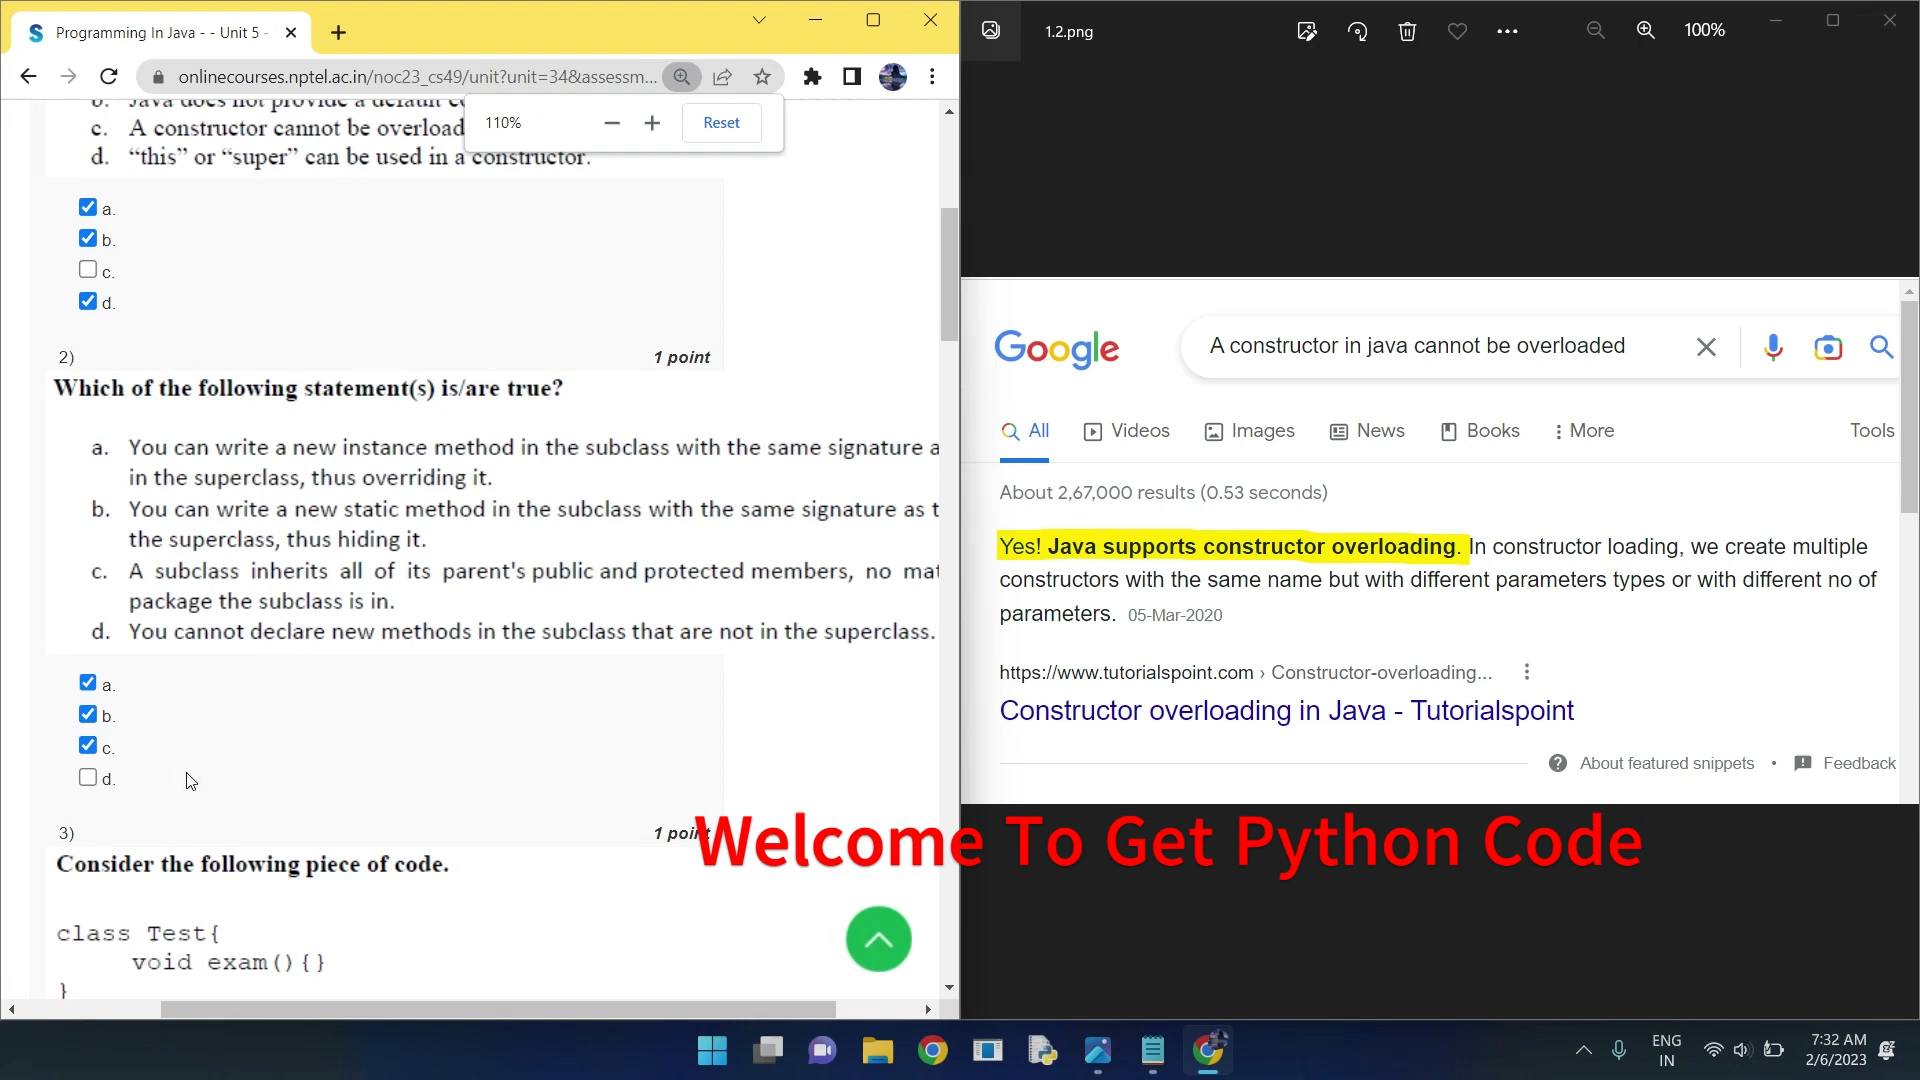 Programming In Java - - Unit 5 -
onlinecourses.nptel.ac.in/noc23_cs49/unit?unit=34&assessm...
110%
Reset
b. Java does not provide a default co
c. A constructor cannot be overload
d. “this” or “super” can be used in a constructor.
a.
b.
c.
d.
2)
1 point
Which of the following statement(s) is/are true?
a. You can write a new instance method in the subclass with the same signature a
in the superclass, thus overriding it.
b. You can write a new static method in the subclass with the same signature as t
the superclass, thus hiding it.
c. A subclass inherits all of its parent's public and protected members, no mat
package the subclass is in.
d. You cannot declare new methods in the subclass that are not in the superclass.
a.
b.
c.
d.
3)
1 point
Consider the following piece of code.
class Test{
void exam(){}
}
1.2.png
100%
Google
A constructor in java cannot be overloaded
All
Videos
Images
News
Books
More
Tools
About 2,67,000 results (0.53 seconds)
Yes! Java supports constructor overloading. In constructor loading, we create multiple
constructors with the same name but with different parameters types or with different no of
parameters. 05-Mar-2020
https://www.tutorialspoint.com › Constructor-overloading...
Constructor overloading in Java - Tutorialspoint
About featured snippets
•
Feedback
Welcome To Get Python Code
ENG
IN
7:32 AM
2/6/2023